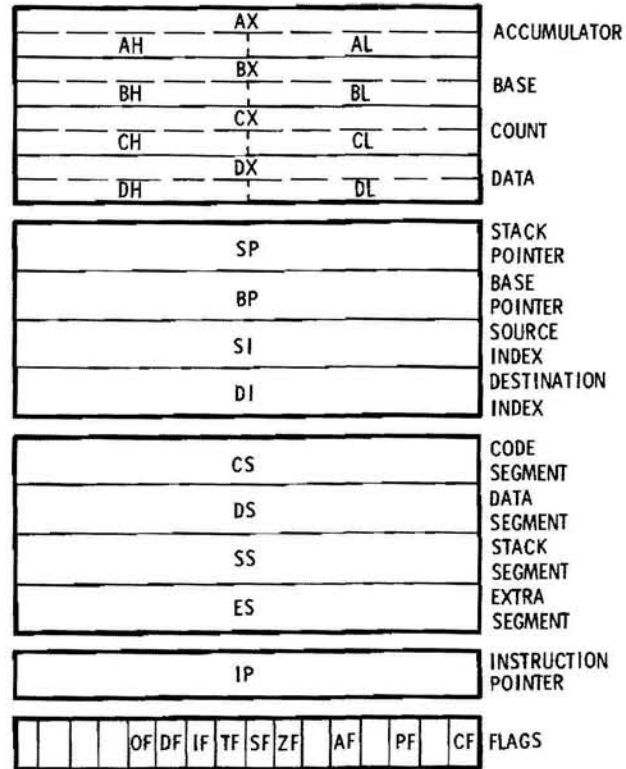 AX
ACCUMULATOR
AH AL
BX
BASE
BH BL
CX
COUNT
CH CL
DX
DATA
DH DL
SP
STACK
POINTER
BP
BASE
POINTER
SI
SOURCE
INDEX
DI
DESTINATION
INDEX
CS
CODE
SEGMENT
DS
DATA
SEGMENT
SS
STACK
SEGMENT
ES
EXTRA
SEGMENT
IP
INSTRUCTION
POINTER
OF DF IF TF SF ZF AF PF CF FLAGS